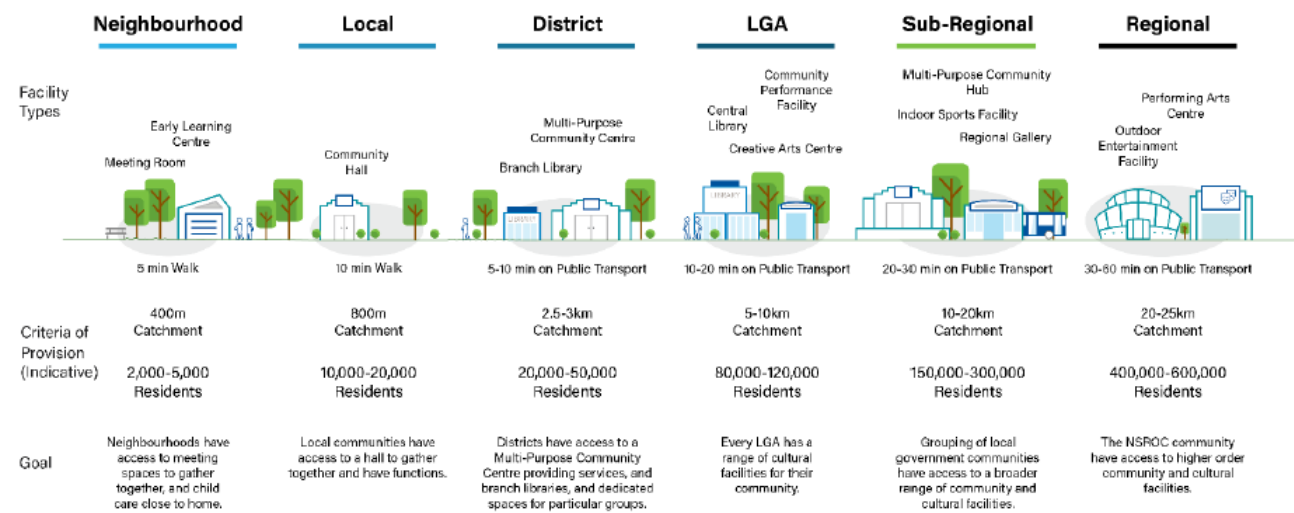 Neighbourhood
Local
District
LGA
Sub-Regional
Regional
Facility
Types
Early Learning
Centre
Meeting Room
Community
Hall
Multi-Purpose
Community Centre
Branch Library
Community
Performance
Facility
Central
Library
Creative Arts Centre
Multi-Purpose Community
Hub
Indoor Sports Facility
Regional Gallery
Performing Arts
Centre
Outdoor
Entertainment
Facility
LIBRARY
LIBRARY
5 min Walk
10 min Walk
5-10 min on Public Transport
10-20 min on Public Transport
20-30 min on Public Transport
30-60 min on Public Transport
Criteria of
Provision
(Indicative)
400m
Catchment
800m
Catchment
2.5-3km
Catchment
5-10km
Catchment
10-20km
Catchment
20-25km
Catchment
2,000-5,000
Residents
10,000-20,000
Residents
20,000-50,000
Residents
80,000-120,000
Residents
150,000-300,000
Residents
400,000-600,000
Residents
Goal
Neighbourhoods have
access to meeting
spaces to gather
together, and child
care close to home.
Local communities have
access to a hall to gather
together and have functions.
Districts have access to a
Multi-Purpose Community
Centre providing services, and
branch libraries, and dedicated
spaces for particular groups.
Every LGA has a
range of cultural
facilities for their
community.
Grouping of local
government communities
have access to a broader
range of community and
cultural facilities.
The NSROC community
have access to higher order
community and cultural
facilities.